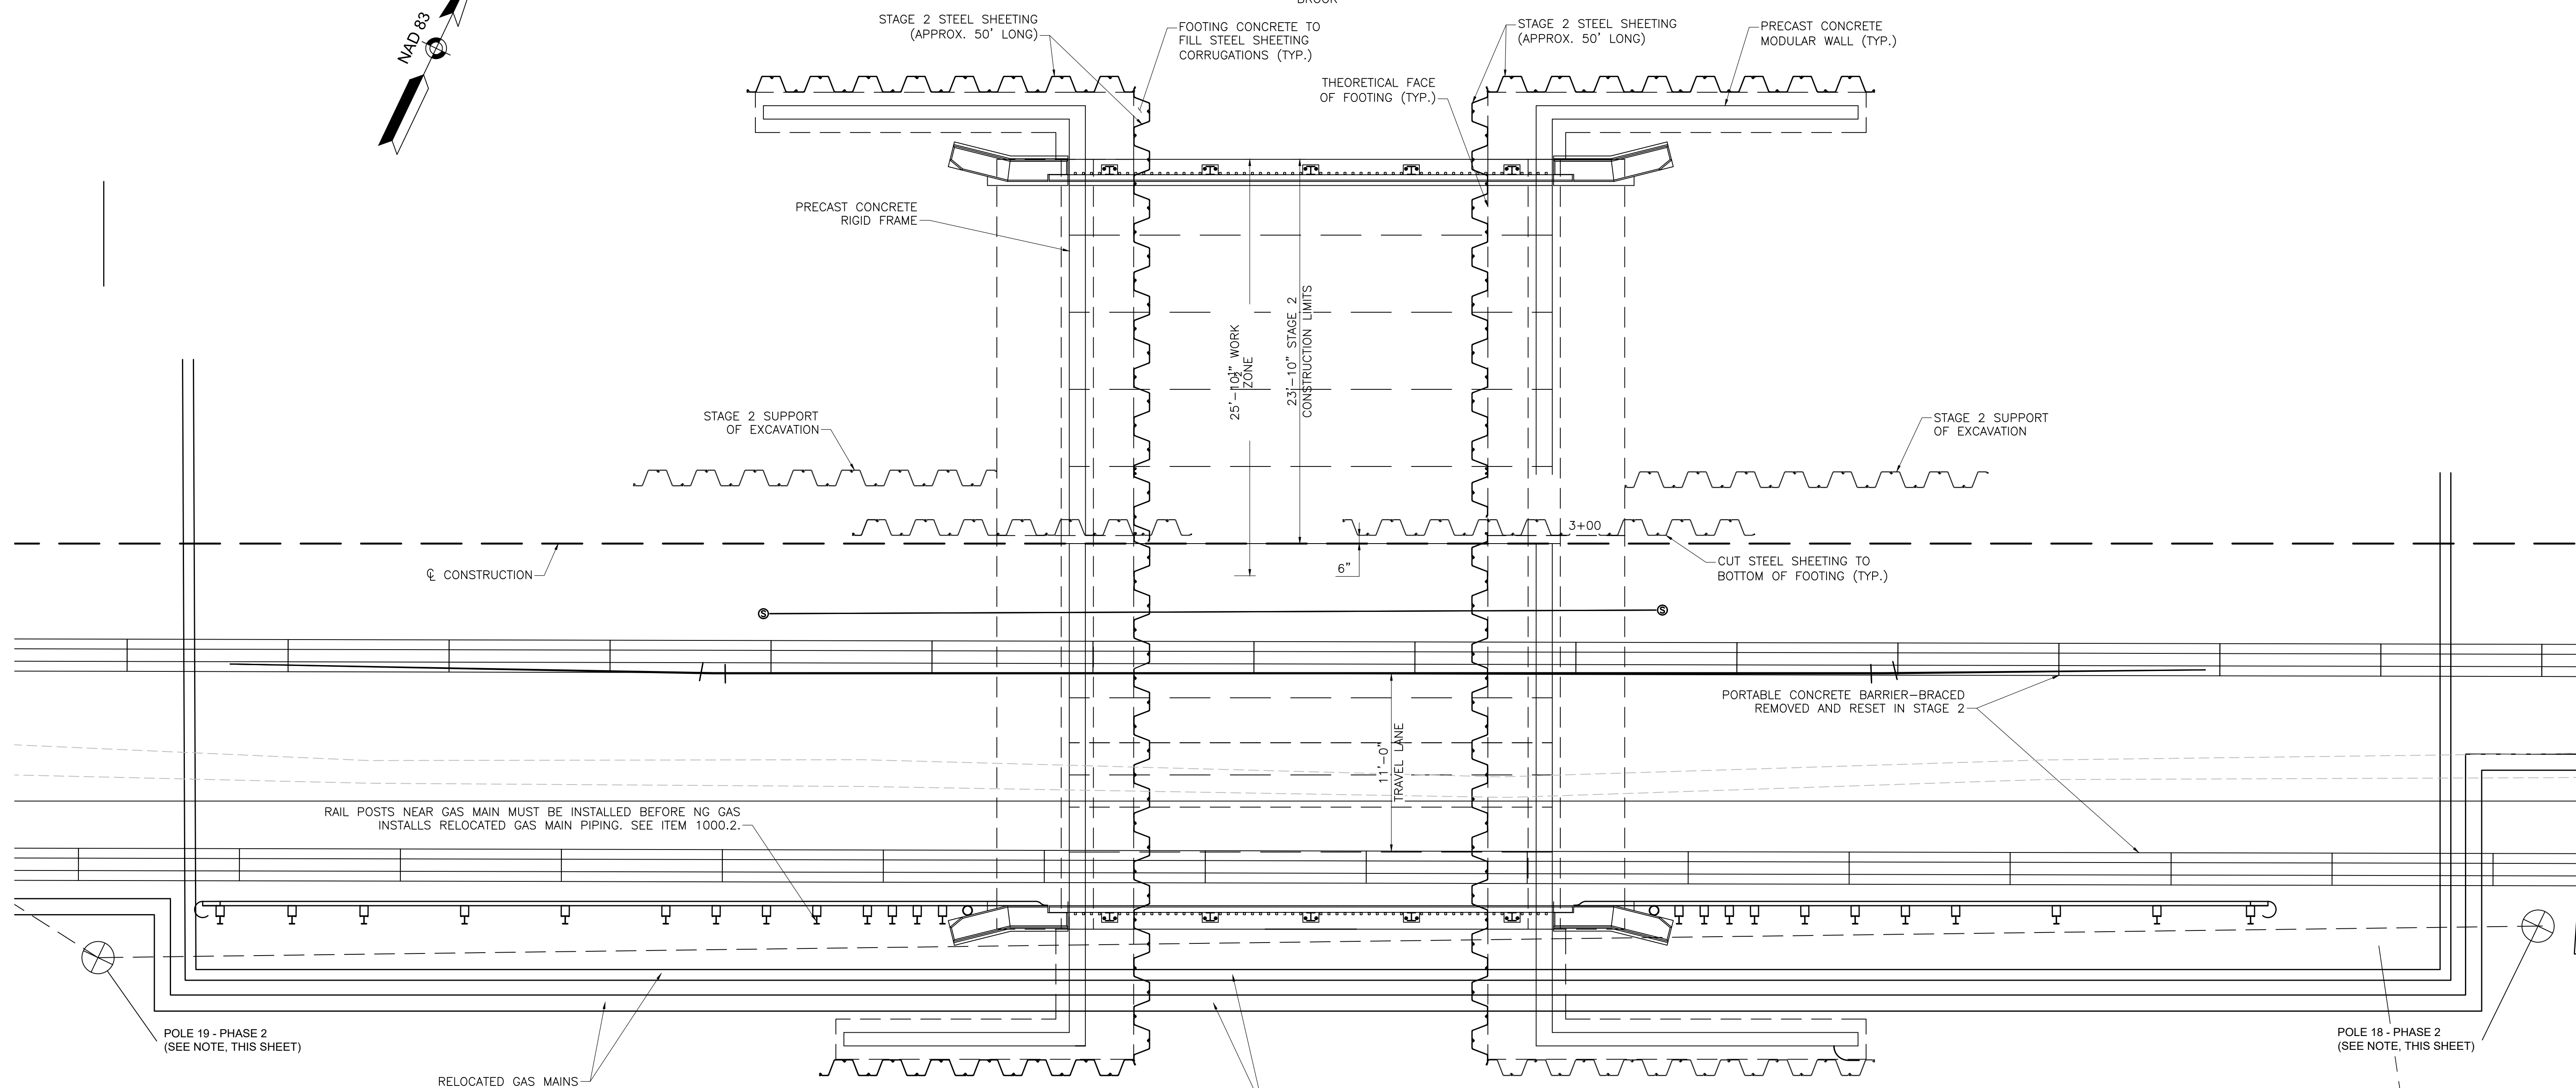 BROOK
NAD 83
STAGE 2 STEEL SHEETING
(APPROX. 50' LONG)
FOOTING CONCRETE TO
FILL STEEL SHEETING
CORRUGATIONS (TYP.)
STAGE 2 STEEL SHEETING
(APPROX. 50' LONG)
PRECAST CONCRETE
MODULAR WALL (TYP.)
THEORETICAL FACE
OF FOOTING (TYP.)
PRECAST CONCRETE
RIGID FRAME
25'-10 1/2" WORK
ZONE
23'-10" STAGE 2
CONSTRUCTION LIMITS
STAGE 2 SUPPORT
OF EXCAVATION
STAGE 2 SUPPORT
OF EXCAVATION
3+00
℄ CONSTRUCTION
6"
CUT STEEL SHEETING TO
BOTTOM OF FOOTING (TYP.)
S
S
PORTABLE CONCRETE BARRIER-BRACED
REMOVED AND RESET IN STAGE 2
11'-0"
TRAVEL LANE
RAIL POSTS NEAR GAS MAIN MUST BE INSTALLED BEFORE NG GAS
INSTALLS RELOCATED GAS MAIN PIPING. SEE ITEM 1000.2.
POLE 19 - PHASE 2
(SEE NOTE, THIS SHEET)
POLE 18 - PHASE 2
(SEE NOTE, THIS SHEET)
RELOCATED GAS MAINS